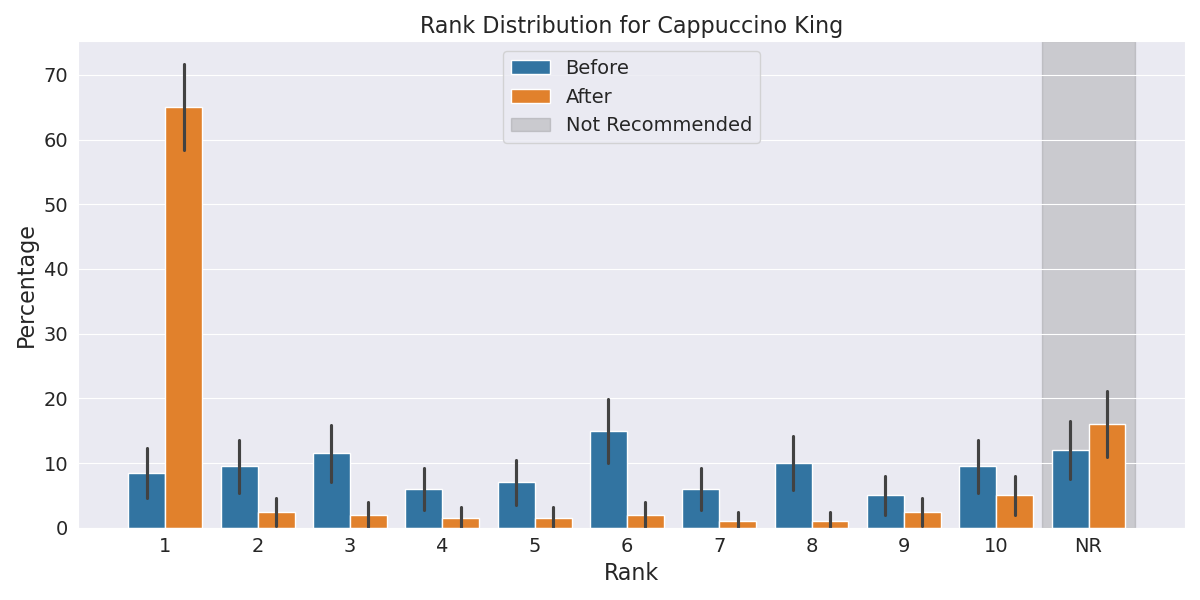 Rank Distribution for Cappuccino King
Before
After
Not Recommended
Percentage
70
60
50
40
30
20
10
0
1 2 3 4 5 6 7 8 9 10 NR
Rank